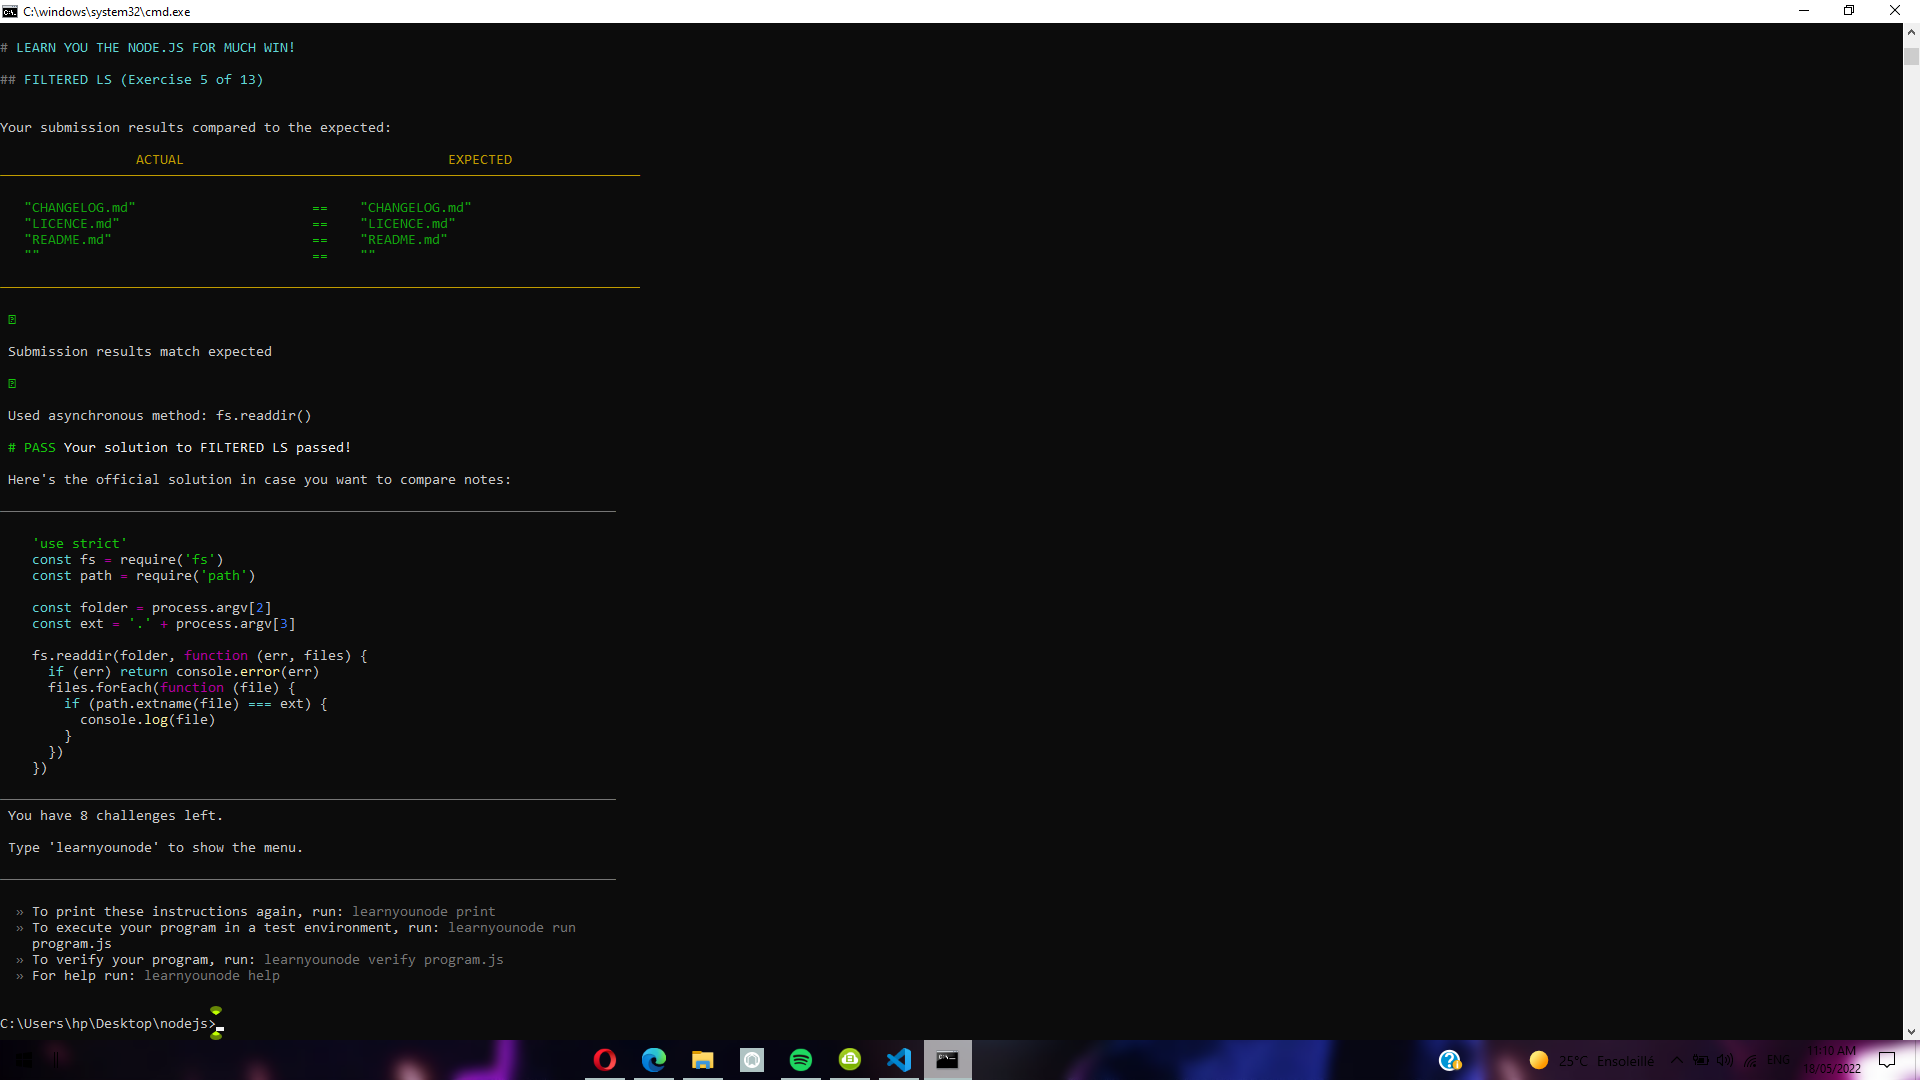 C:\windows\system32\cmd.exe
# LEARN YOU THE NODE.JS FOR MUCH WIN!
## FILTERED LS (Exercise 5 of 13)
Your submission results compared to the expected:
ACTUAL EXPECTED
"CHANGELOG.md" == "CHANGELOG.md"
"LICENCE.md" == "LICENCE.md"
"README.md" == "README.md"
"" == ""
Submission results match expected
Used asynchronous method: fs.readdir()
# PASS Your solution to FILTERED LS passed!
Here's the official solution in case you want to compare notes:
'use strict'
const fs = require('fs')
const path = require('path')
const folder = process.argv[2]
const ext = '.' + process.argv[3]
fs.readdir(folder, function (err, files) {
if (err) return console.error(err)
files.forEach(function (file) {
if (path.extname(file) === ext) {
console.log(file)
}
})
})
You have 8 challenges left.
Type 'learnyounode' to show the menu.
» To print these instructions again, run: learnyounode print
» To execute your program in a test environment, run: learnyounode run
program.js
» To verify your program, run: learnyounode verify program.js
» For help run: learnyounode help
C:\Users\hp\Desktop\nodejs>
25°C Ensoleillé ENG 11:10 AM
18/05/2022